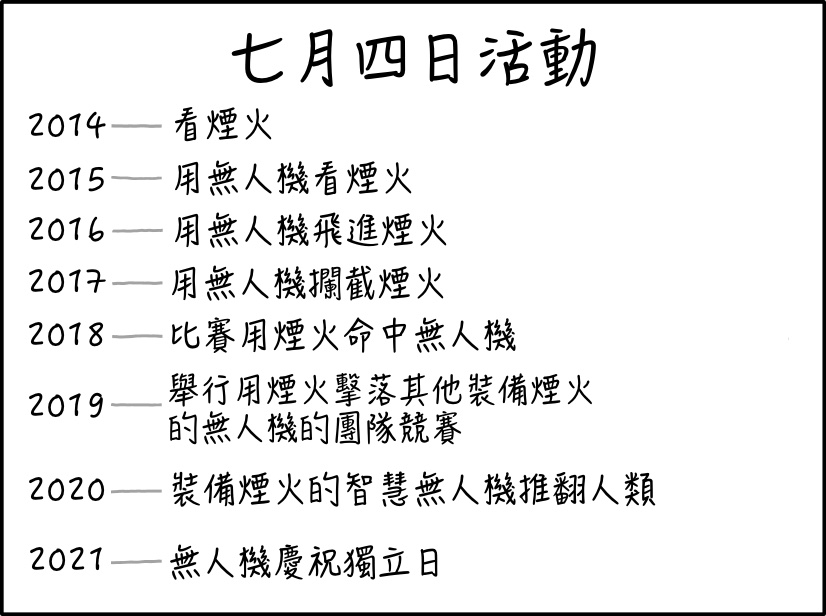 七月四日活動
2014 — 看煙火
2015 — 用無人機看煙火
2016 — 用無人機飛進煙火
2017 — 用無人機攔截煙火
2018 — 比賽用煙火命中無人機
2019 — 舉行用煙火擊落其他裝備煙火
的無人機的團隊競賽
2020 — 裝備煙火的智慧無人機推翻人類
2021 — 無人機慶祝獨立日